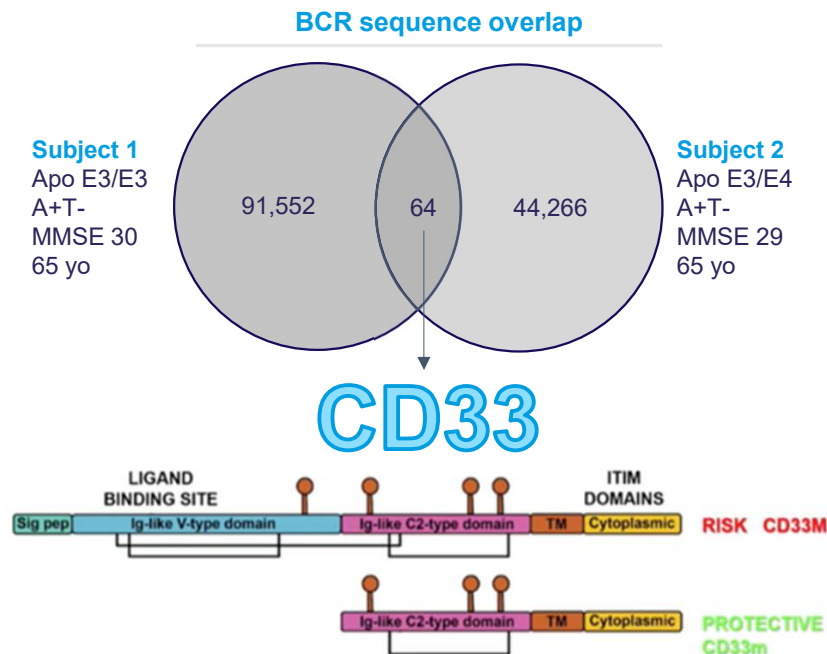 BCR sequence overlap
Subject 1
Apo E3/E3
A+T-
MMSE 30
65 yo
91,552
64
44,266
Subject 2
Apo E3/E4
A+T-
MMSE 29
65 yo
CD33
LIGAND
BINDING SITE
ITIM
DOMAINS
Sig pep
Ig-like V-type domain
Ig-like C2-type domain
TM
Cytoplasmic
RISK CD33M
Ig-like C2-type domain
TM
Cytoplasmic
PROTECTIVE
CD33m